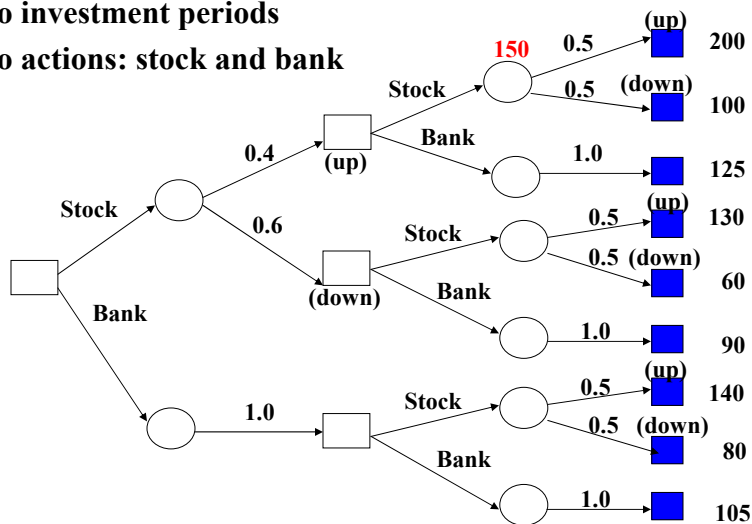 o investment periods
o actions: stock and bank
(up)
150
0.5
200
Stock
0.5
(down)
100
Bank
0.4
(up)
1.0
125
Stock
0.6
(up)
0.5
130
Stock
0.5
(down)
(down)
Bank
60
Bank
1.0
90
(up)
0.5
140
Stock
1.0
0.5
(down)
80
Bank
1.0
105